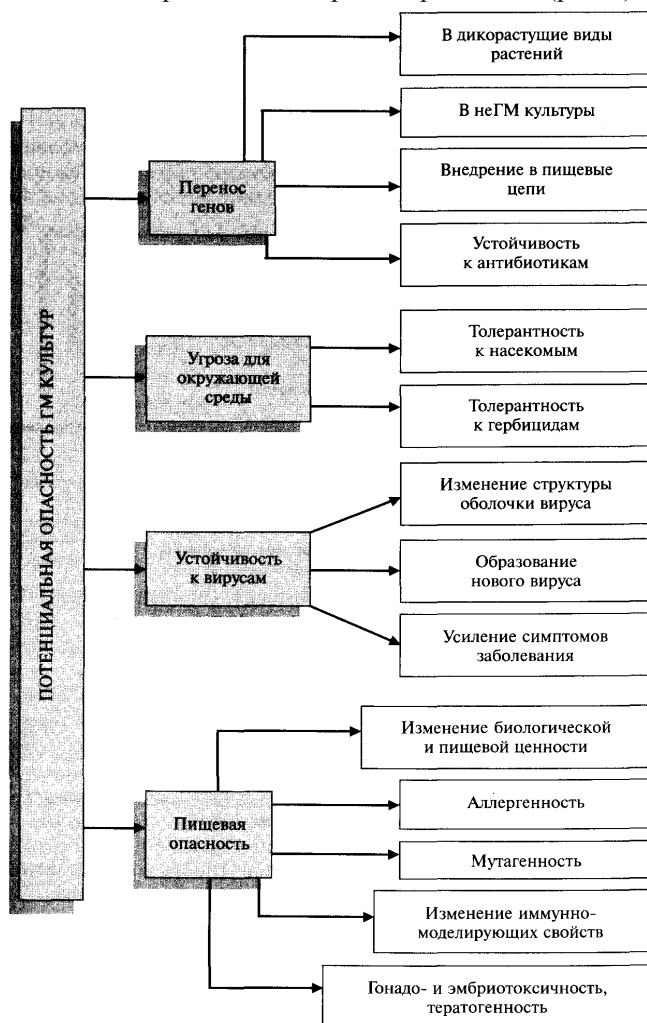 В дикорастущие виды
растений
В неГМ культуры
Перенос
генов
Внедрение в пищевые
цепи
Устойчивость
к антибиотикам
ПОТЕНЦИАЛЬНАЯ ОПАСНОСТЬ ГМ КУЛЬТУР
Угроза для
окружающей
среды
Толерантность
к насекомым
Толерантность
к гербицидам
Устойчивость
к вирусам
Изменение структуры
оболочки вируса
Образование
нового вируса
Усиление симптомов
заболевания
Пищевая
опасность
Изменение биологической
и пищевой ценности
Аллергенность
Мутагенность
Изменение иммунно-
моделирующих свойств
Гонадо- и эмбриотоксичность,
тератогенность